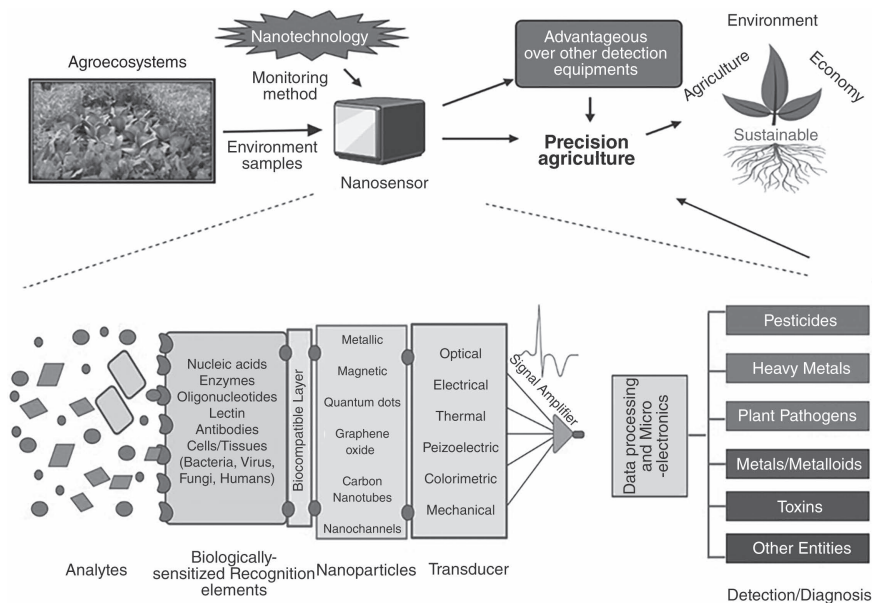 Environment
Nanotechnology
Advantageous
over other detection
equipments
Agroecosystems
Monitoring
method
Agriculture
Economy
Environment
samples
Precision
agriculture
Sustainable
Nanosensor
Nucleic acids
Enzymes
Oligonucleotides
Lectin
Antibodies
Cells/Tissues
(Bacteria, Virus,
Fungi, Humans)
Biocompatible Layer
Metallic
Magnetic
Quantum dots
Graphene
oxide
Carbon
Nanotubes
Nanochannels
Optical
Electrical
Thermal
Peizoelectric
Colorimetric
Mechanical
Signal Amplifier
Data processing
and Micro
-electronics
Pesticides
Heavy Metals
Plant Pathogens
Metals/Metalloids
Toxins
Other Entities
Analytes
Biologically-
sensitized Recognition
elements
Nanoparticles
Transducer
Detection/Diagnosis